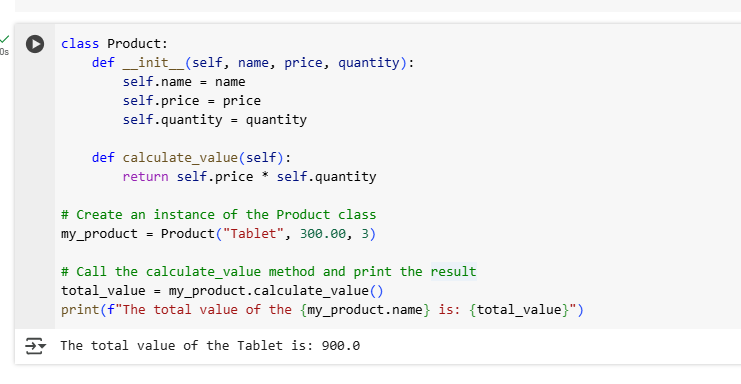 0s
class Product:
    def __init__(self, name, price, quantity):
        self.name = name
        self.price = price
        self.quantity = quantity
    def calculate_value(self):
        return self.price * self.quantity
# Create an instance of the Product class
my_product = Product("Tablet", 300.00, 3)
# Call the calculate_value method and print the result
total_value = my_product.calculate_value()
print(f"The total value of the {my_product.name} is: {total_value}")
The total value of the Tablet is: 900.0